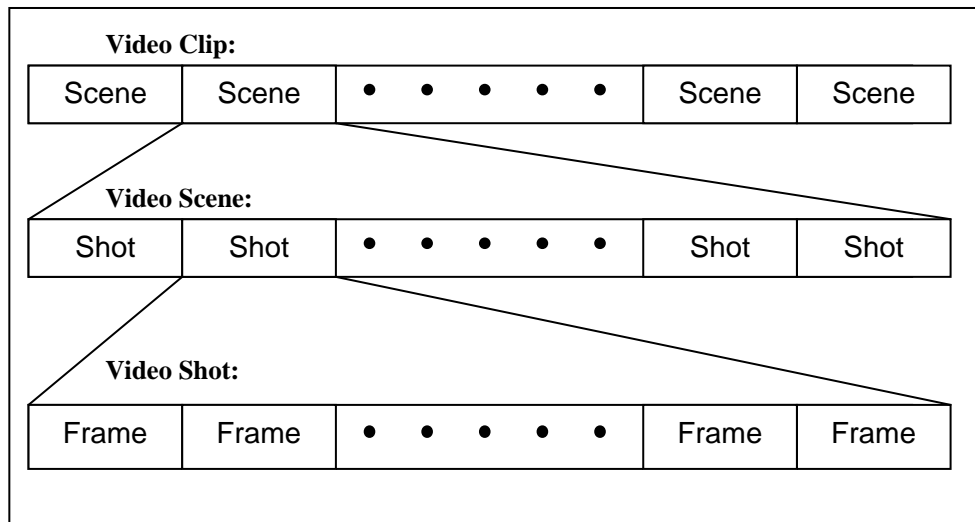 Video Clip:
Scene Scene • • • • • Scene Scene
Video Scene:
Shot Shot • • • • • Shot Shot
Video Shot:
Frame Frame • • • • • Frame Frame